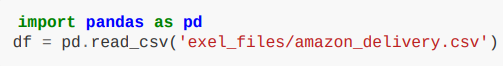 import pandas as pd
df = pd.read_csv('exel_files/amazon_delivery.csv')